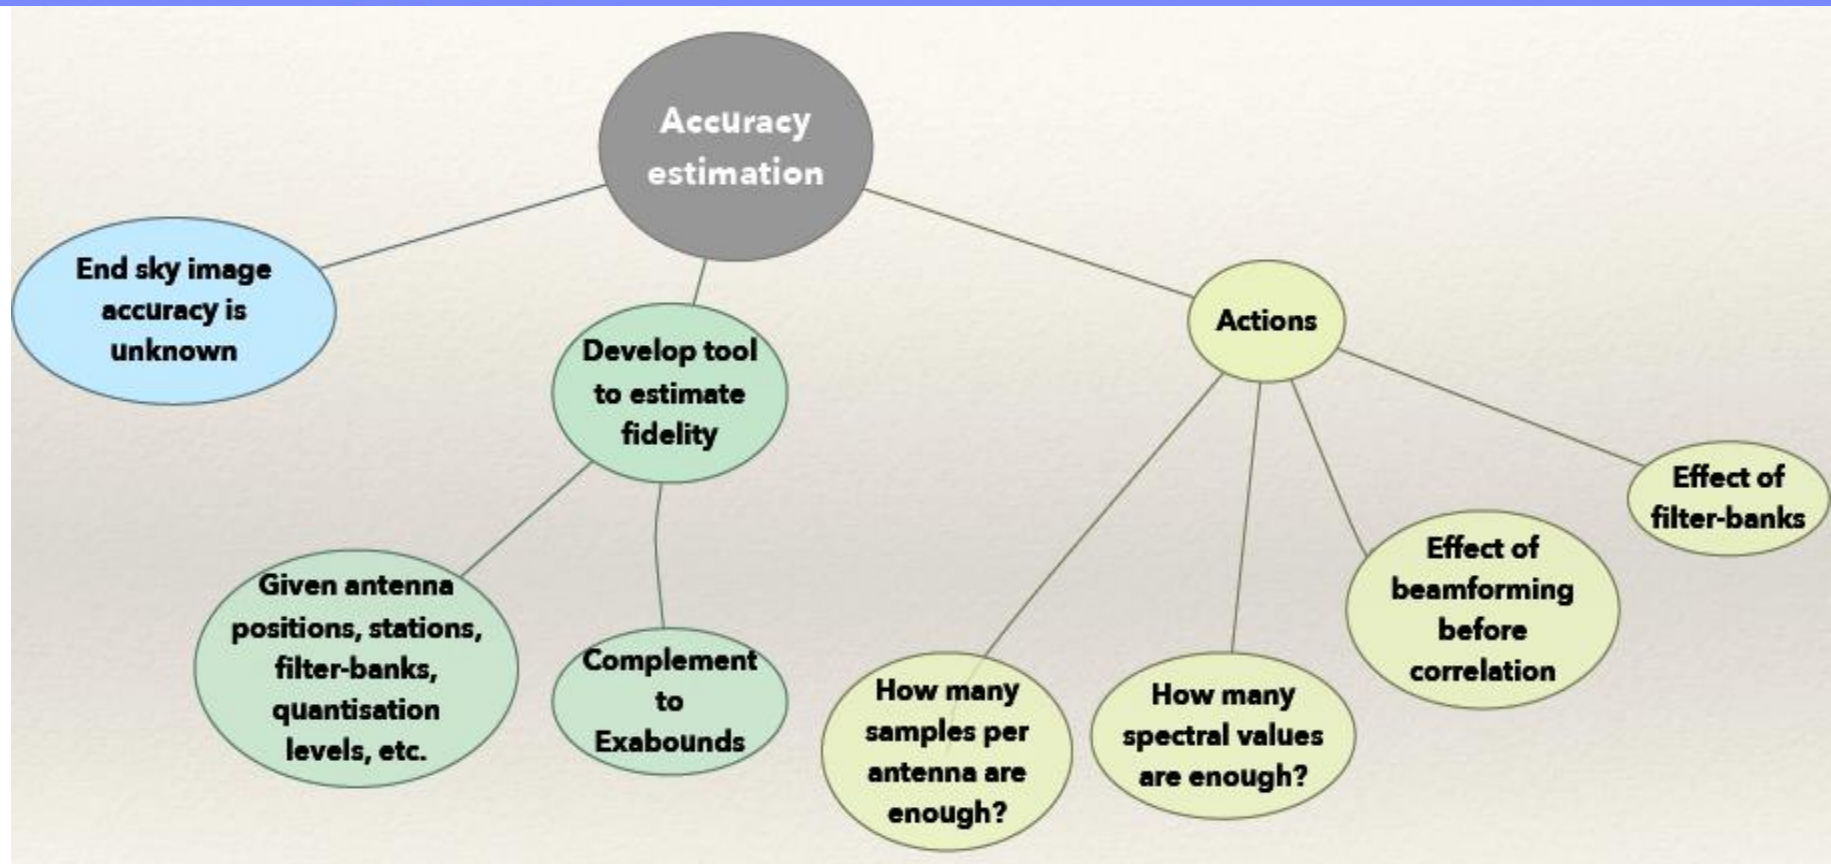 Accuracy
estimation
End sky image
accuracy is
unknown
Develop tool
to estimate
fidelity
Actions
Given antenna
positions, stations,
filter-banks,
quantisation
levels, etc.
Complement
to
Exabounds
How many
samples per
antenna are
enough?
How many
spectral values
are enough?
Effect of
beamforming
before
correlation
Effect of
filter-banks